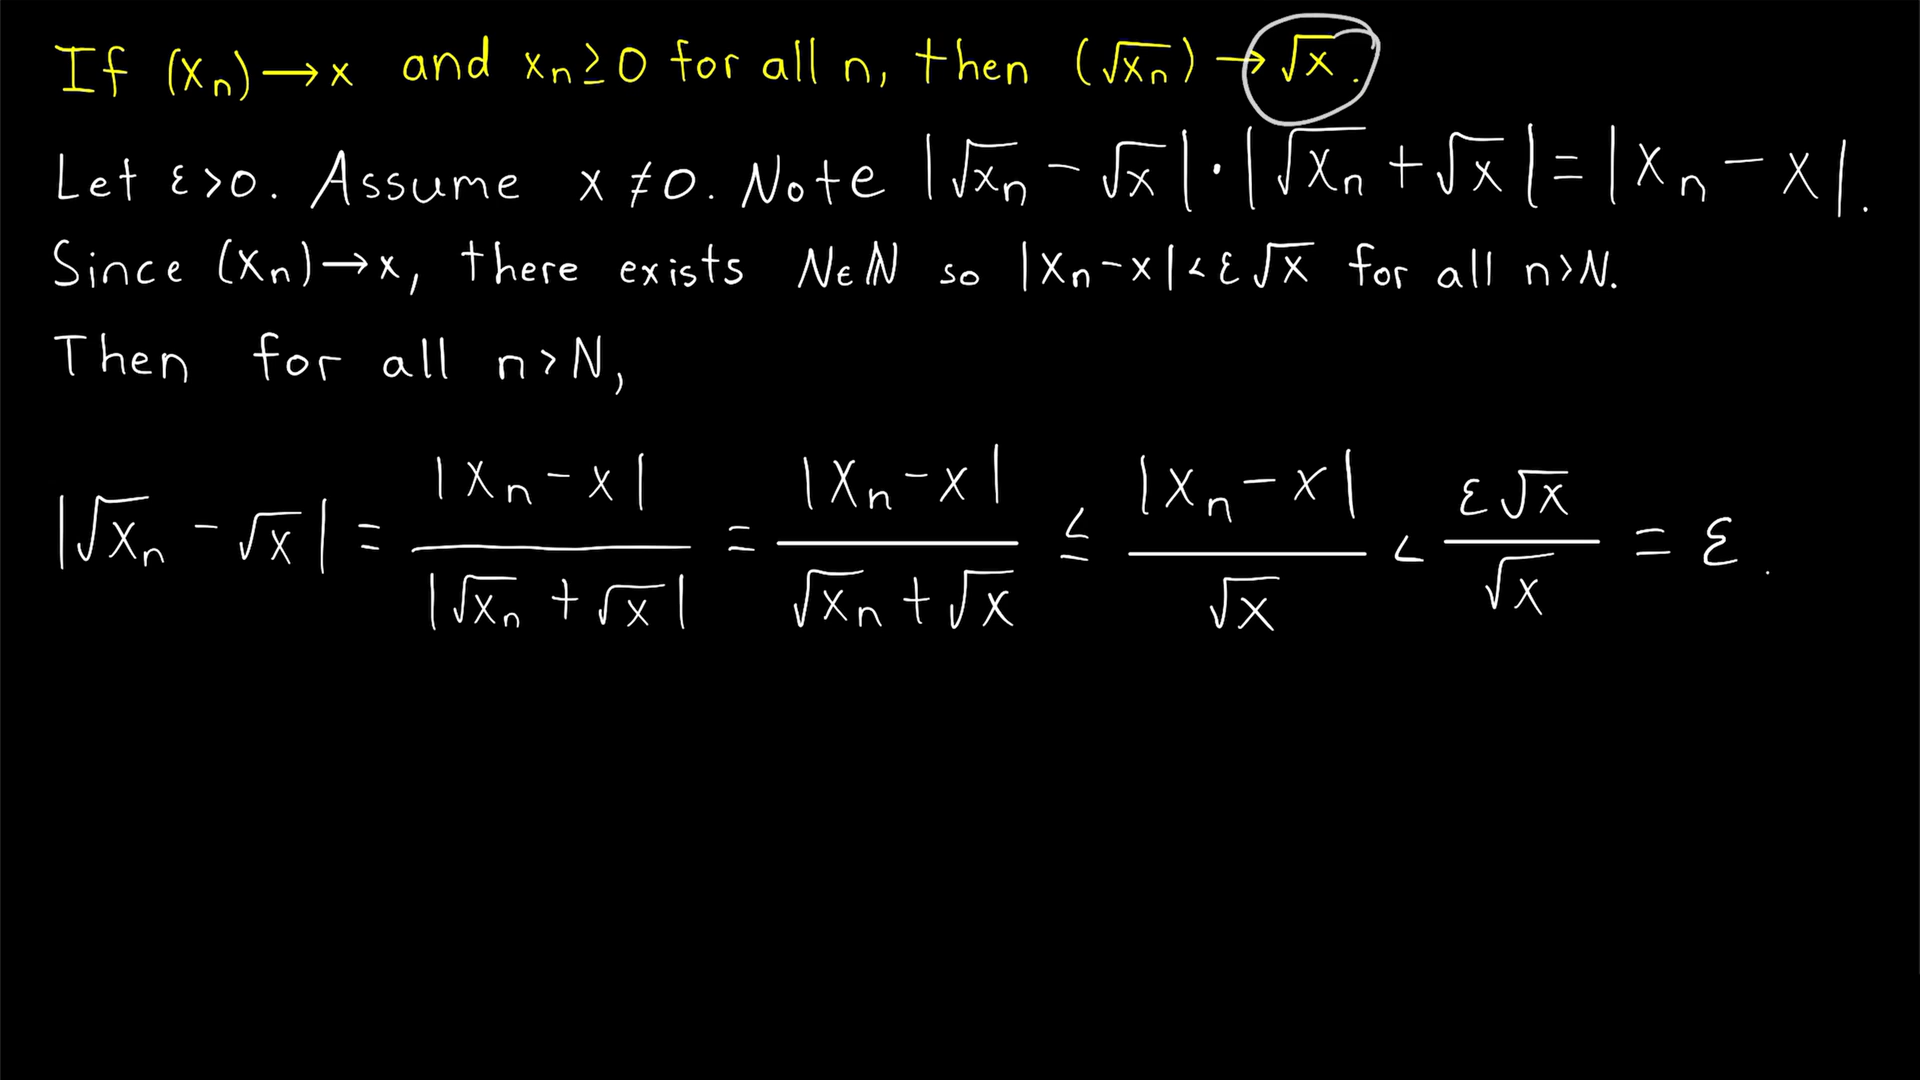 If (xₙ)→x and xₙ≥0 for all n, then (√xₙ)→√x.
Let ε>0. Assume x≠0. Note |√xₙ-√x|·|√xₙ+√x|=|xₙ-x|.
Since (xₙ)→x, there exists N∈ℕ so |xₙ-x|<ε√x for all n>N.
Then for all n>N,
|√xₙ-√x| = |xₙ-x| / |√xₙ+√x| = |xₙ-x| / √xₙ+√x ≤ |xₙ-x| / √x < ε√x / √x = ε.